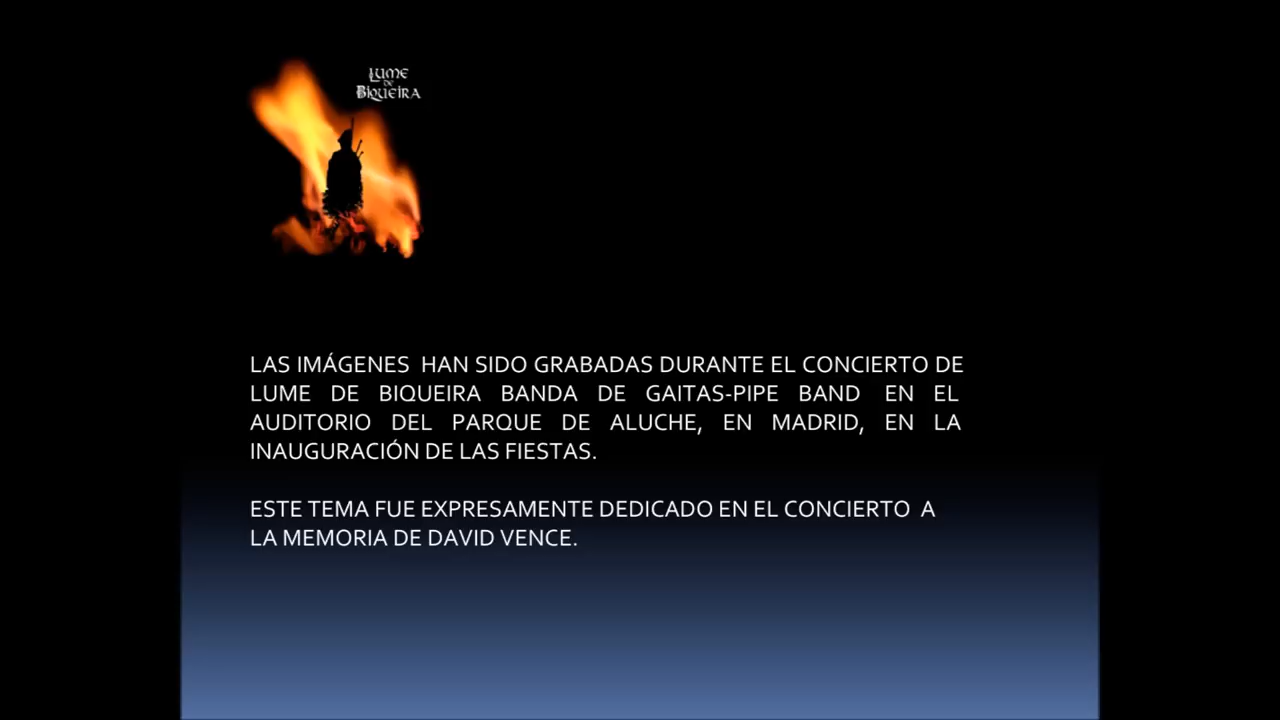 LUME
DE
BIQUEIRA
LAS IMÁGENES HAN SIDO GRABADAS DURANTE EL CONCIERTO DE
LUME DE BIQUEIRA BANDA DE GAITAS-PIPE BAND EN EL
AUDITORIO DEL PARQUE DE ALUCHE, EN MADRID, EN LA
INAUGURACIÓN DE LAS FIESTAS.
ESTE TEMA FUE EXPRESAMENTE DEDICADO EN EL CONCIERTO A
LA MEMORIA DE DAVID VENCE.